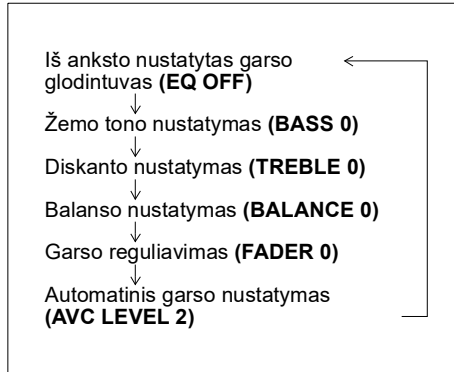 Iš anksto nustatytas garso
glodintuvas (EQ OFF)
Žemo tono nustatymas (BASS 0)
Diskanto nustatymas (TREBLE 0)
Balanso nustatymas (BALANCE 0)
Garso reguliavimas (FADER 0)
Automatinis garso nustatymas
(AVC LEVEL 2)